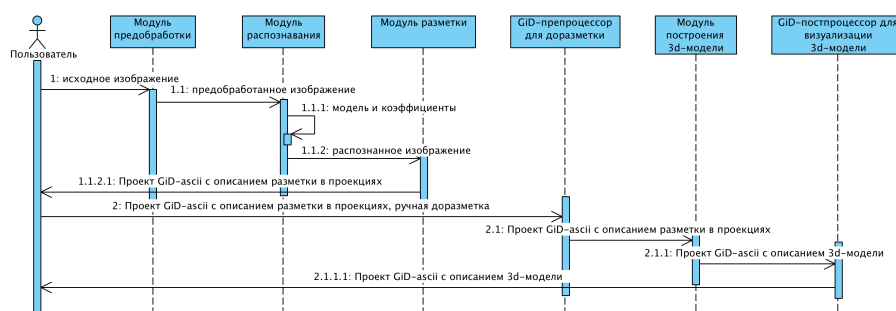 Пользователь
Модуль
предобработки
Модуль
распознавания
Модуль разметки
GiD-препроцессор
для доразметки
Модуль
построения
3d-модели
GiD-постпроцессор для
визуализации
3d-модели
1: исходное изображение
1.1: предобработанное изображение
1.1.1: модель и коэффициенты
1.1.2: распознанное изображение
1.1.2.1: Проект GiD-ascii с описанием разметки в проекциях
2: Проект GiD-ascii с описанием разметки в проекциях, ручная доразметка
2.1: Проект GiD-ascii с описанием разметки в проекциях
2.1.1: Проект GiD-ascii с описанием 3d-модели
2.1.1.1: Проект GiD-ascii с описанием 3d-модели